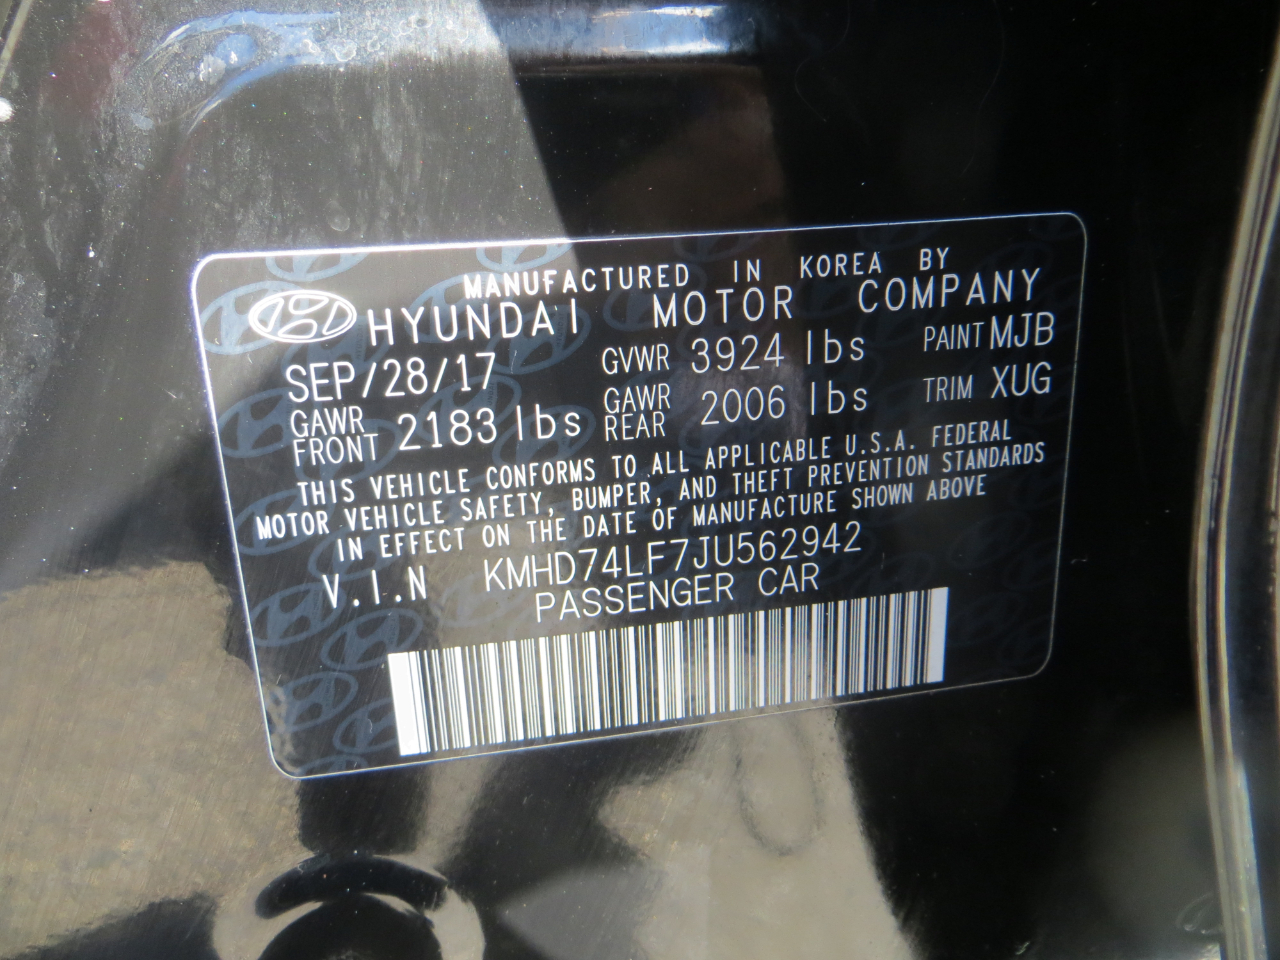 MANUFACTURED IN KOREA BY
HYUNDAI MOTOR COMPANY
SEP/28/17 GVWR 3924 lbs PAINT MJB
GAWR FRONT 2183 lbs GAWR REAR 2006 lbs TRIM XUG
THIS VEHICLE CONFORMS TO ALL APPLICABLE U.S.A. FEDERAL
MOTOR VEHICLE SAFETY, BUMPER, AND THEFT PREVENTION STANDARDS
IN EFFECT ON THE DATE OF MANUFACTURE SHOWN ABOVE
V.I.N KMHD74LF7JU562942
PASSENGER CAR